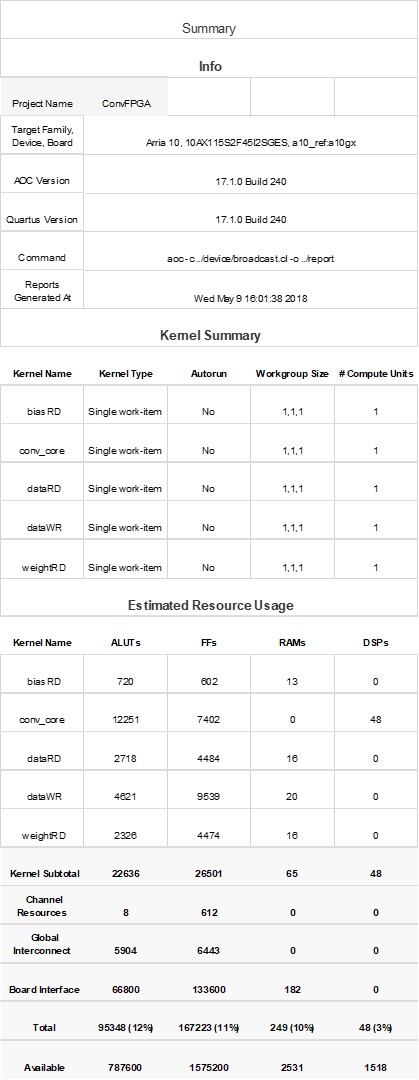 Summary
Info
Project Name ConvFPGA
Target Family, Device, Board Arria 10, 10AX115S2F45I2SGES, a10_ref:a10gx
AOC Version 17.1.0 Build 240
Quartus Version 17.1.0 Build 240
Command aoc -c ../device/broadcast.cl -o ../report
Reports Generated At Wed May 9 16:01:38 2018
Kernel Summary
Kernel Name Kernel Type Autorun Workgroup Size # Compute Units
biasRD Single work-item No 1,1,1 1
conv_core Single work-item No 1,1,1 1
dataRD Single work-item No 1,1,1 1
dataWR Single work-item No 1,1,1 1
weightRD Single work-item No 1,1,1 1
Estimated Resource Usage
Kernel Name ALUTs FFs RAMs DSPs
biasRD 720 602 13 0
conv_core 12251 7402 0 48
dataRD 2718 4484 16 0
dataWR 4621 9539 20 0
weightRD 2326 4474 16 0
Kernel Subtotal 22636 26501 65 48
Channel Resources 8 612 0 0
Global Interconnect 5904 6443 0 0
Board Interface 66800 133600 182 0
Total 95348 (12%) 167223 (11%) 249 (10%) 48 (3%)
Available 787600 1575200 2531 1518